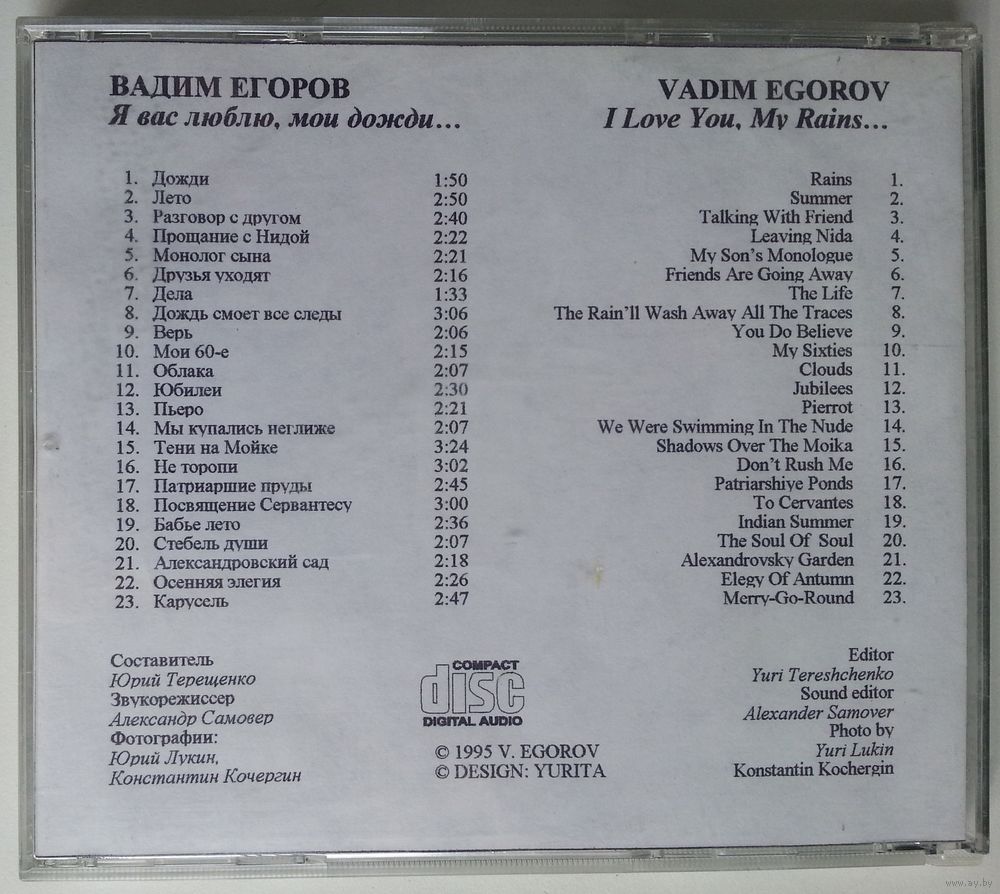 ВАДИМ ЕГОРОВ
Я вас люблю, мои дожди...
VADIM EGOROV
I Love You, My Rains...
1. Дожди 1:50
2. Лето 2:50
3. Разговор с другом 2:40
4. Прощание с Нидой 2:22
5. Монолог сына 2:21
6. Друзья уходят 2:16
7. Дела 1:33
8. Дождь смоет все следы 3:06
9. Верь 2:06
10. Мои 60-е 2:15
11. Облака 2:07
12. Юбилеи 2:30
13. Пьеро 2:21
14. Мы купались неглиже 2:07
15. Тени на Мойке 3:24
16. Не торопи 3:02
17. Патриаршие пруды 2:45
18. Посвящение Сервантесу 3:00
19. Бабье лето 2:36
20. Стебель души 2:07
21. Александровский сад 2:18
22. Осенняя элегия 2:26
23. Карусель 2:47
Rains 1.
Summer 2.
Talking With Friend 3.
Leaving Nida 4.
My Son's Monologue 5.
Friends Are Going Away 6.
The Life 7.
The Rain'll Wash Away All The Traces 8.
You Do Believe 9.
My Sixties 10.
Clouds 11.
Jubilees 12.
Pierrot 13.
We Were Swimming In The Nude 14.
Shadows Over The Moika 15.
Don't Rush Me 16.
Patriarshiye Ponds 17.
To Cervantes 18.
Indian Summer 19.
The Soul Of Soul 20.
Alexandrovsky Garden 21.
Elegy Of Antumn 22.
Merry-Go-Round 23.
Составитель
Юрий Терещенко
Звукорежиссер
Александр Самовер
Фотографии:
Юрий Лукин,
Константин Кочергин
COMPACT
disc
DIGITAL AUDIO
© 1995 V. EGOROV
© DESIGN: YURITA
Editor
Yuri Tereshchenko
Sound editor
Alexander Samover
Photo by
Yuri Lukin
Konstantin Kochergin
www.ay.by